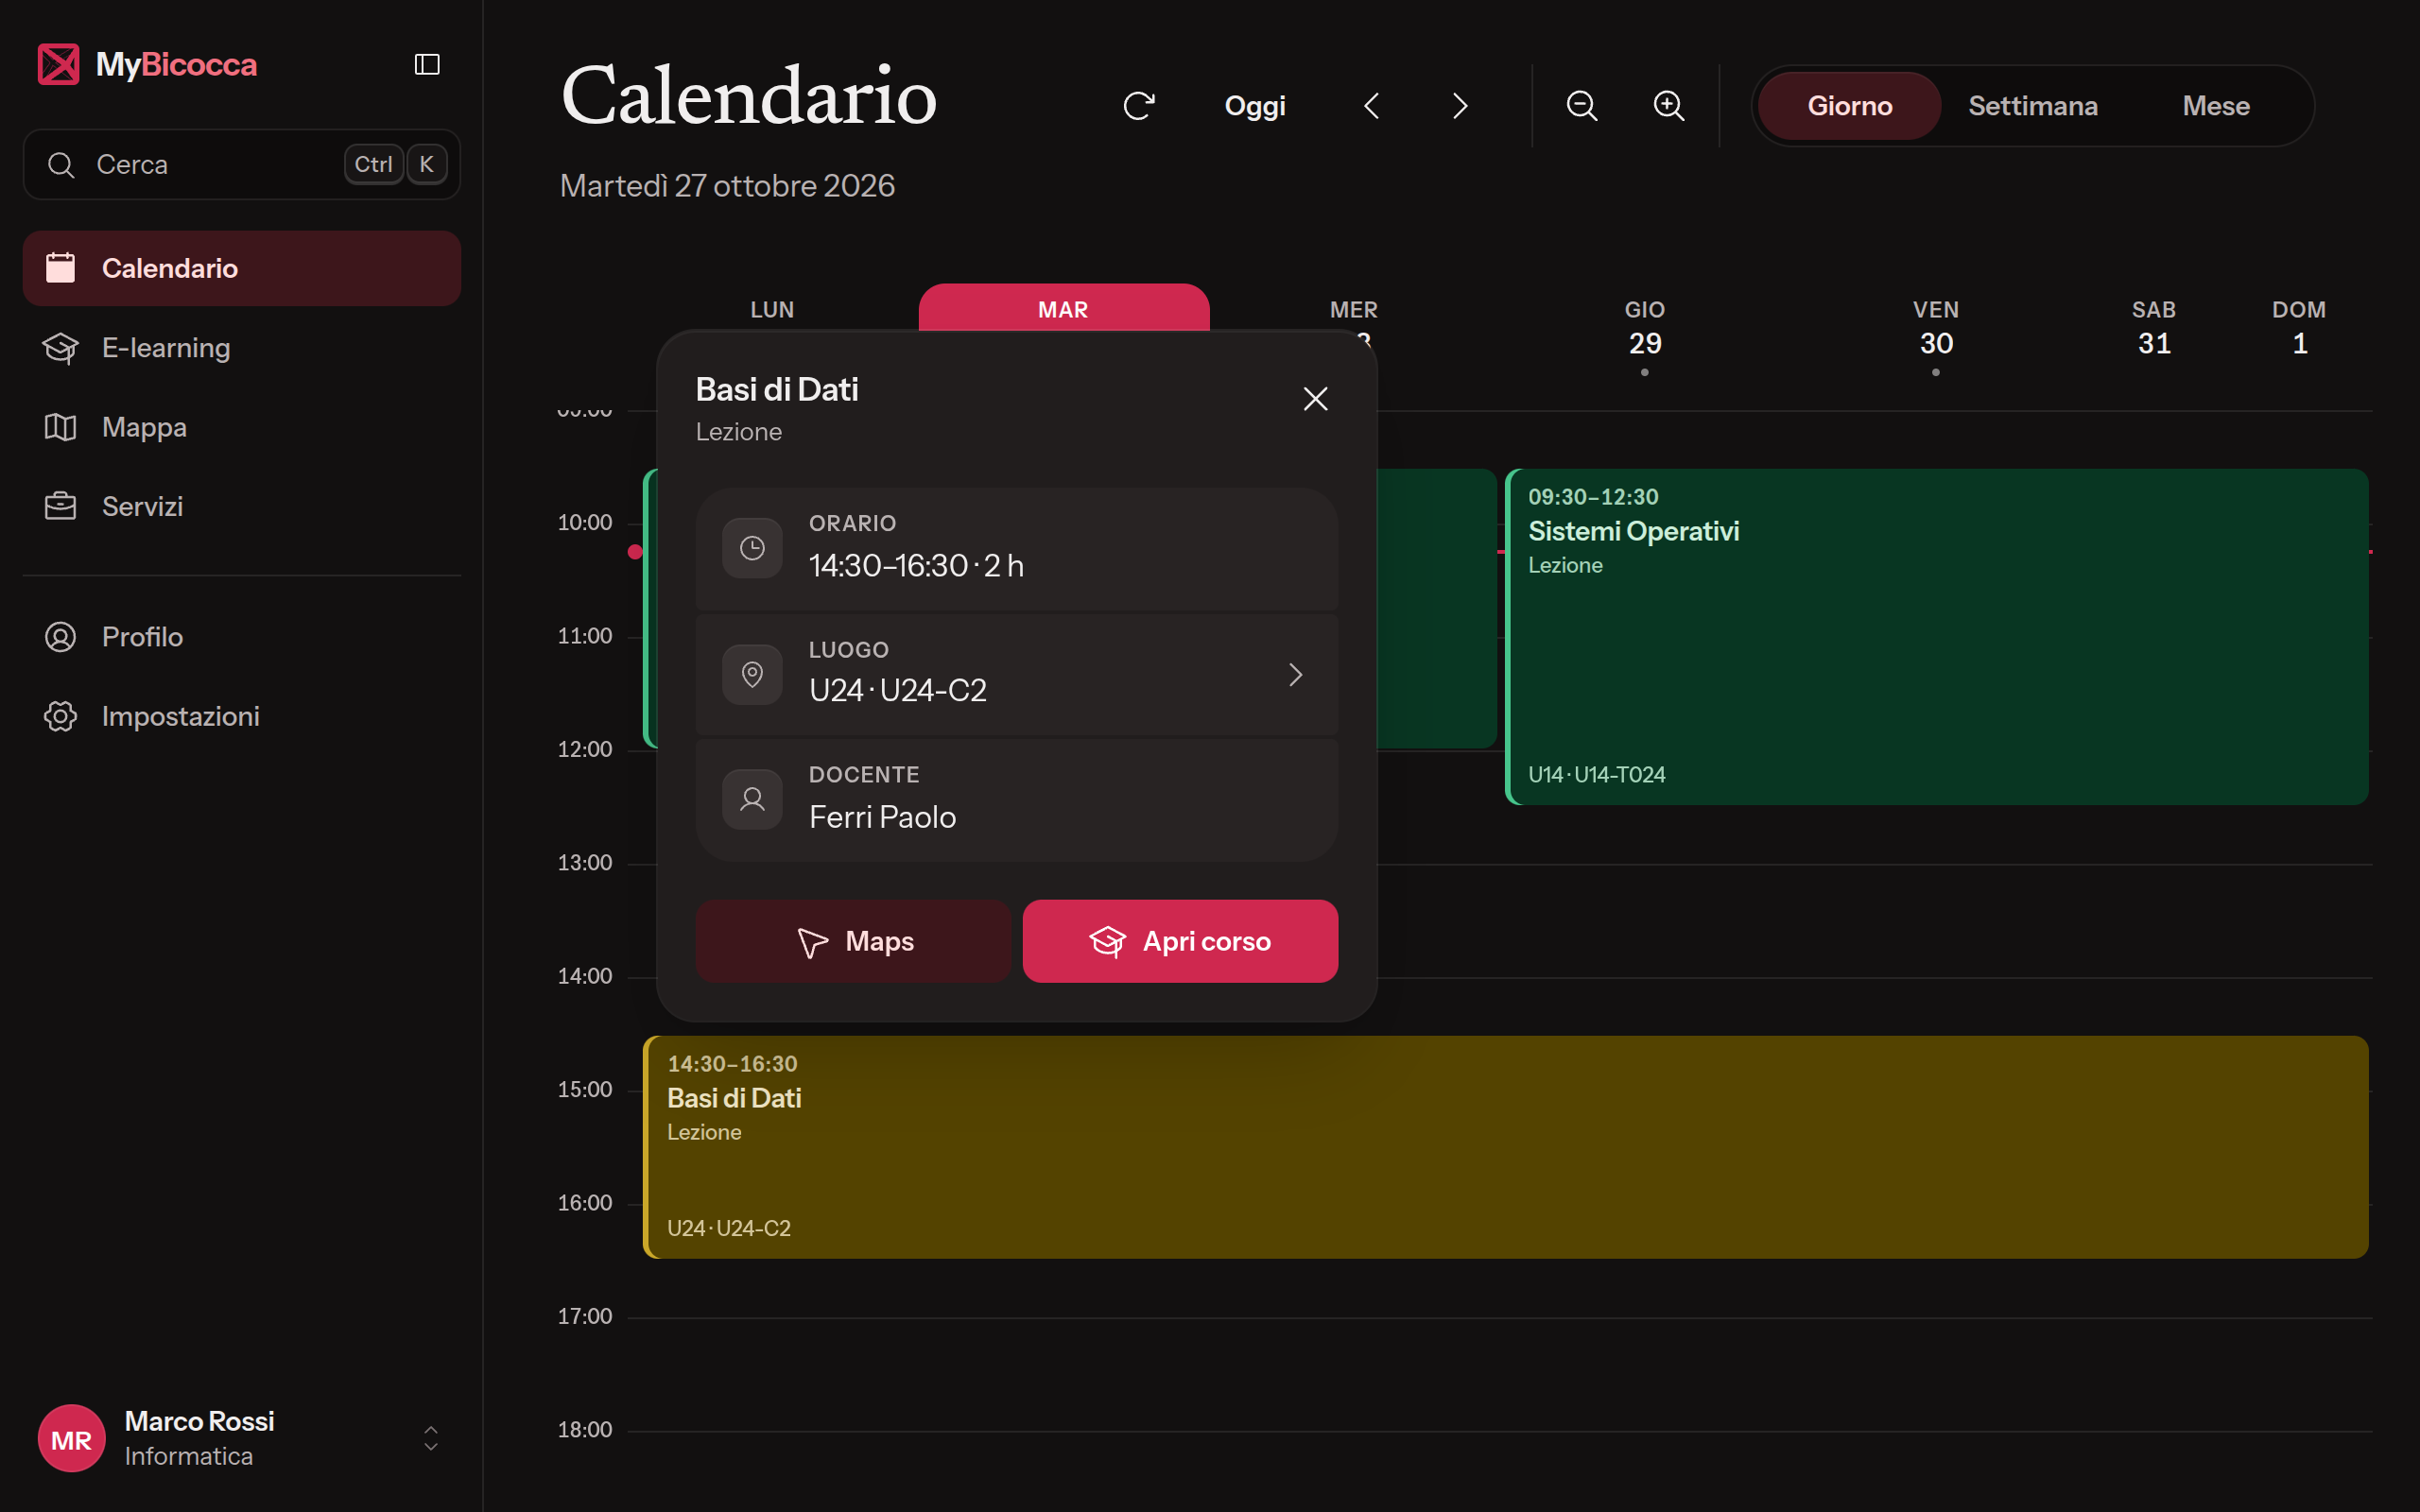 MyBicocca
Cerca
Ctrl K
Calendario
E-learning
Mappa
Servizi
Profilo
Impostazioni
MR
Marco Rossi
Informatica
Calendario
Martedì 27 ottobre 2026
Oggi
Giorno Settimana Mese
LUN MAR MER GIO VEN SAB DOM
29 30 31 1
10:00
11:00
12:00
13:00
14:00
15:00
16:00
17:00
18:00
Basi di Dati
Lezione
ORARIO
14:30–16:30 · 2 h
LUOGO
U24 · U24-C2
DOCENTE
Ferri Paolo
Maps
Apri corso
09:30–12:30
Sistemi Operativi
Lezione
U14 · U14-T024
14:30–16:30
Basi di Dati
Lezione
U24 · U24-C2